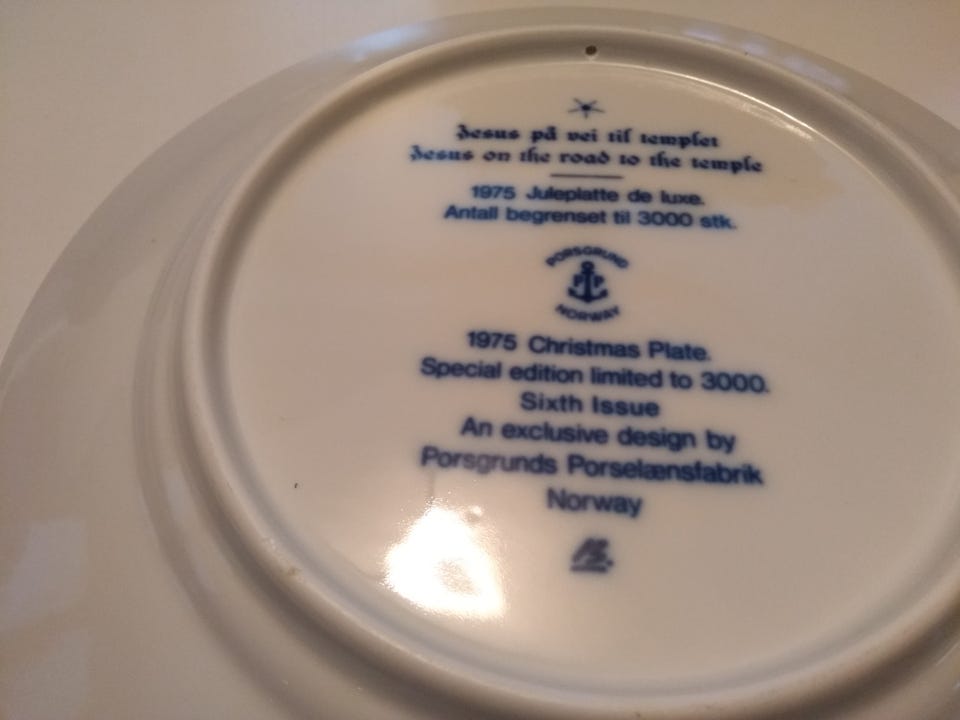 Jesus på vei til templet
Jesus on the road to the temple
1975 Juleplatte de luxe.
Antall begrenset til 3000 stk.
PORSGRUND
P P
NORWAY
1975 Christmas Plate.
Special edition limited to 3000.
Sixth Issue
An exclusive design by
Porsgrunds Porselænsfabrik
Norway